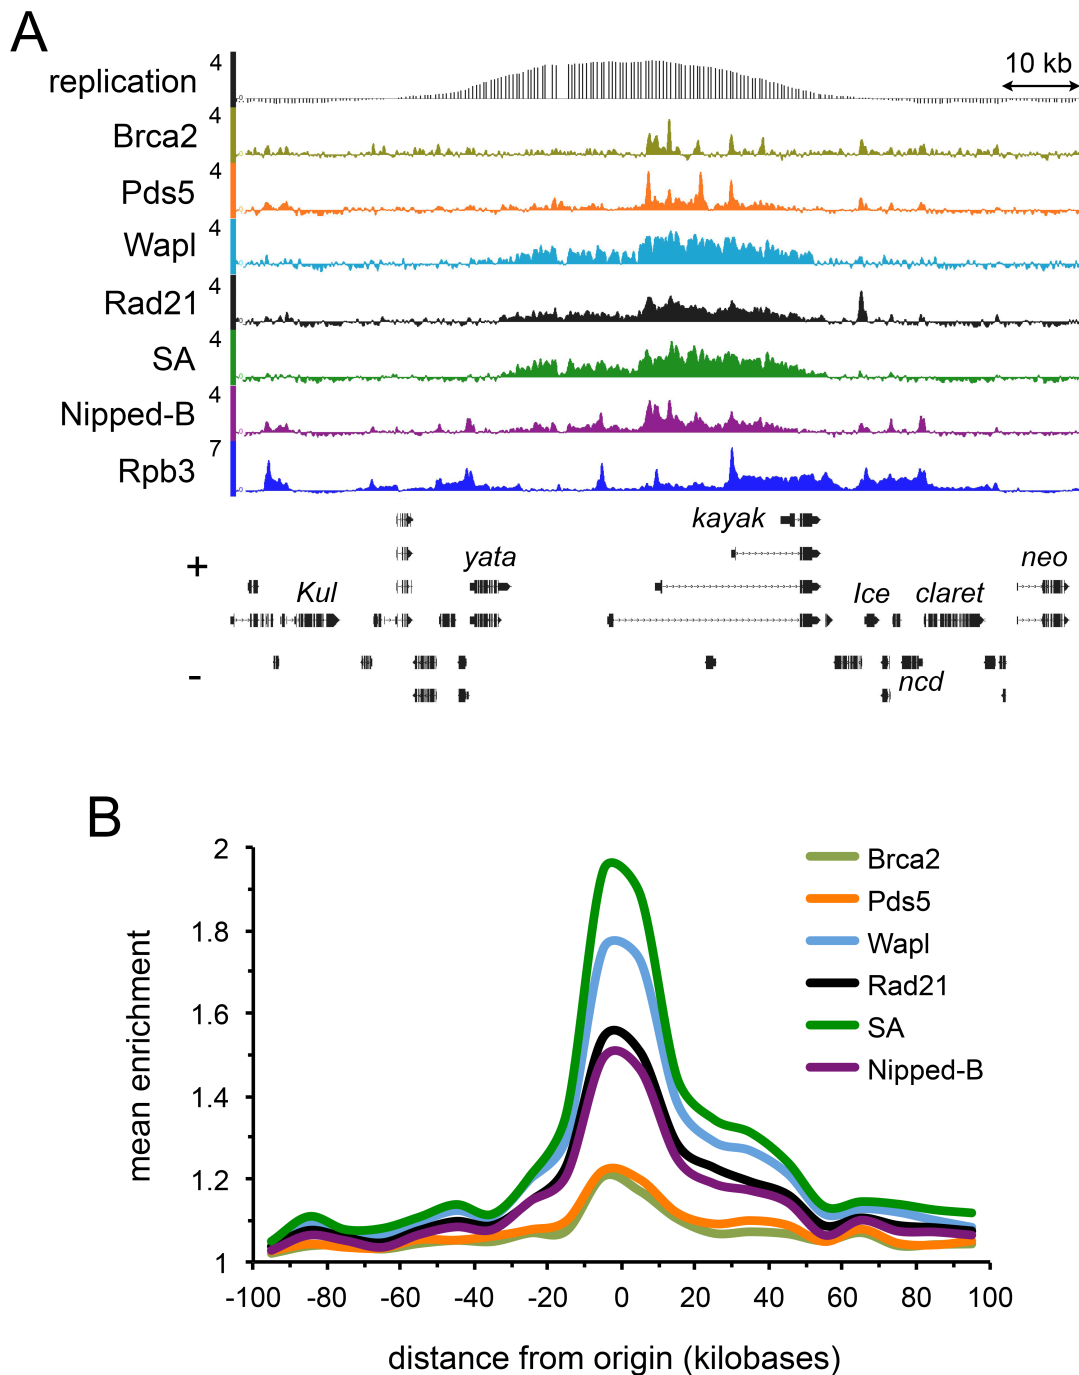 A
replication 4 10 kb
Brca2 4
Pds5 4
Wapl 4
Rad21 4
SA 4
Nipped-B 4
Rpb3 7
kayak
+ yata neo
Kul Ice claret
- ncd
B
mean enrichment
2
1.8
1.6
1.4
1.2
1
Brca2
Pds5
Wapl
Rad21
SA
Nipped-B
-100 -80 -60 -40 -20 0 20 40 60 80 100
distance from origin (kilobases)